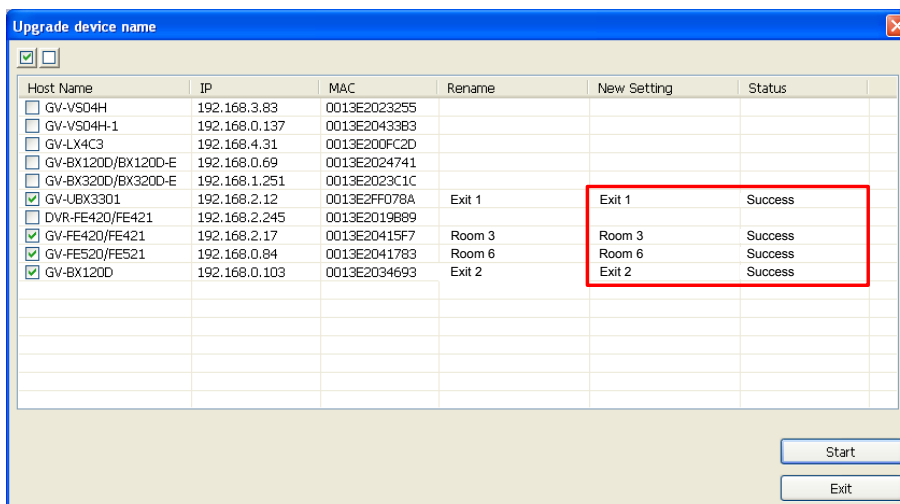 Upgrade device name
Host Name IP MAC Rename New Setting Status
GV-VS04H 192.168.3.83 0013E2023255
GV-VS04H-1 192.168.0.137 0013E20433B3
GV-LX4C3 192.168.4.31 0013E200FC2D
GV-BX120D/BX120D-E 192.168.0.69 0013E2024741
GV-BX320D/BX320D-E 192.168.1.251 0013E2023C1C
GV-UBX3301 192.168.2.12 0013E2FF078A Exit 1 Exit 1 Success
DVR-FE420/FE421 192.168.2.245 0013E2019B89
GV-FE420/FE421 192.168.2.17 0013E20415F7 Room 3 Room 3 Success
GV-FE520/FE521 192.168.0.84 0013E2041783 Room 6 Room 6 Success
GV-BX120D 192.168.0.103 0013E2034693 Exit 2 Exit 2 Success
Start
Exit